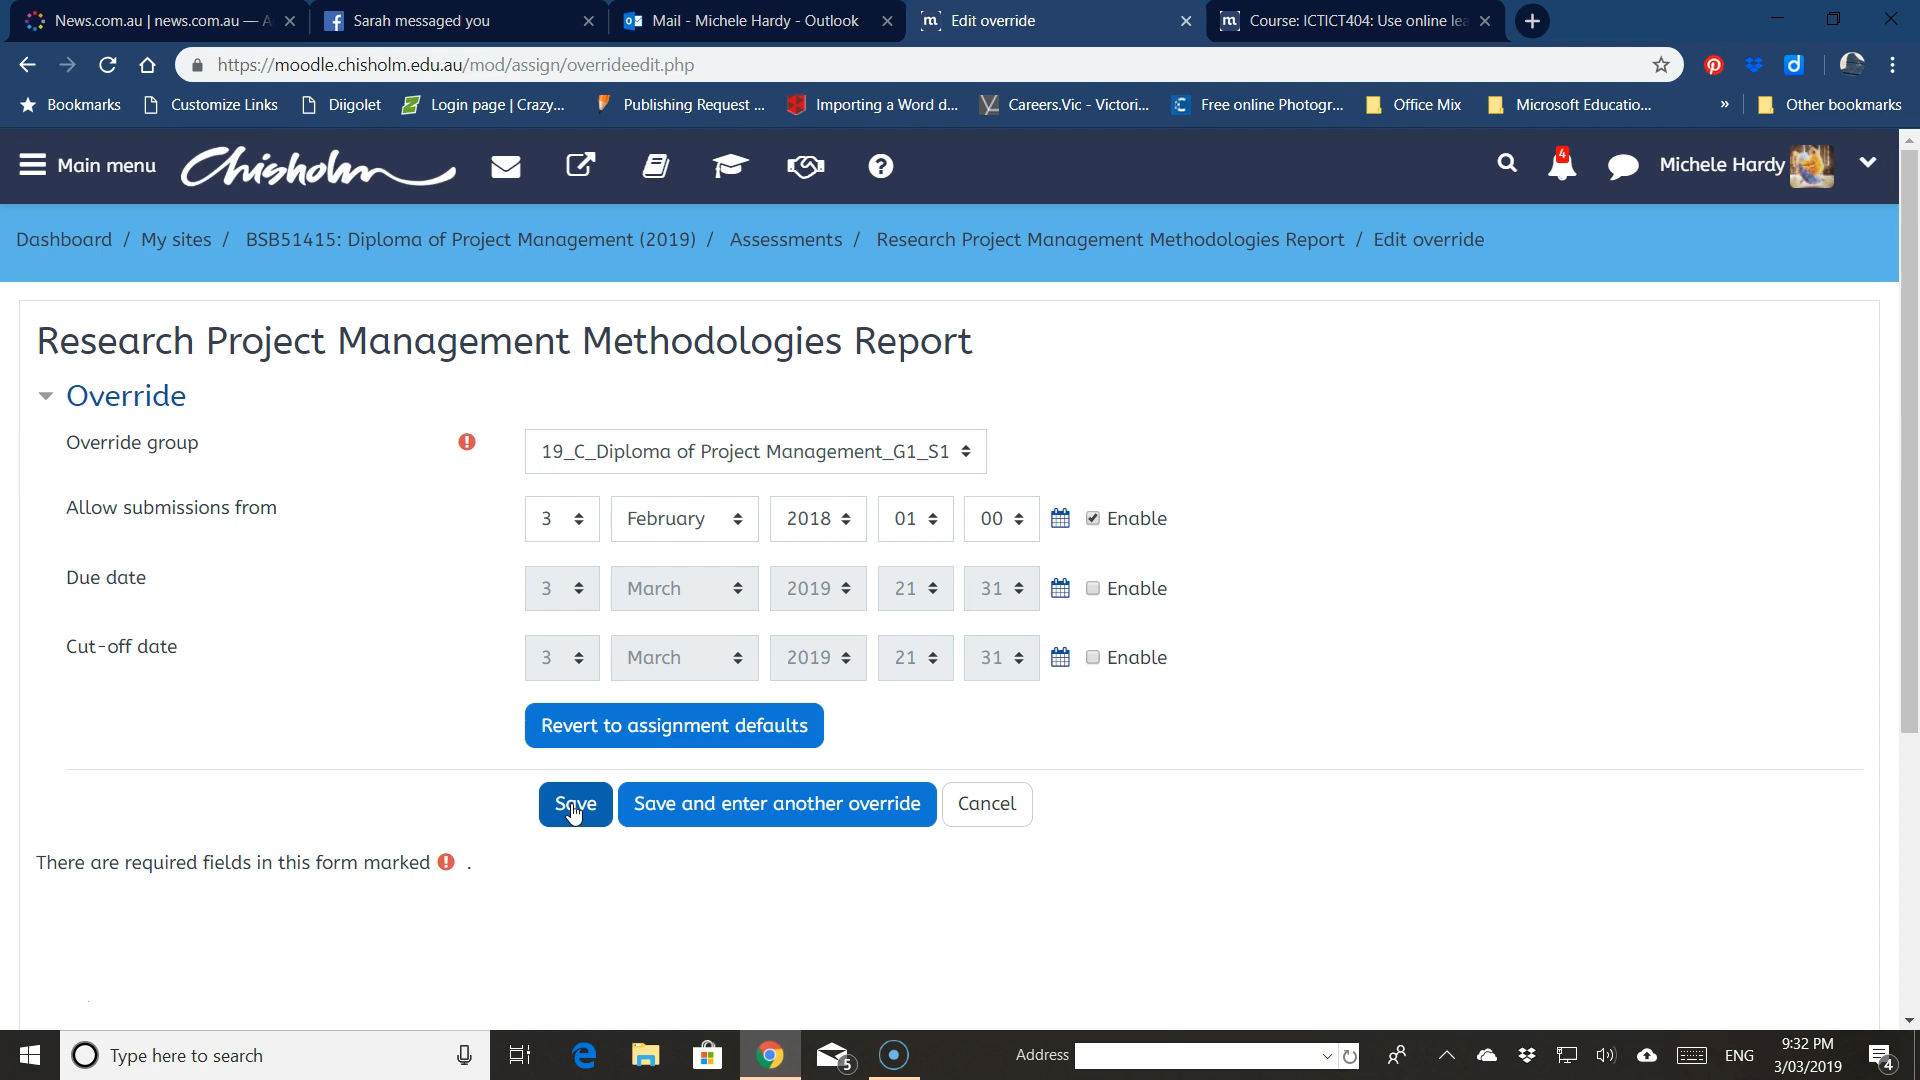 News.com.au | news.com.au — A
Sarah messaged you
Mail - Michele Hardy - Outlook
Edit override
Course: ICTICT404: Use online lea
https://moodle.chisholm.edu.au/mod/assign/overrideedit.php
Bookmarks
Customize Links
Diigolet
Login page | Crazy...
Publishing Request ...
Importing a Word d...
Careers.Vic - Victori...
Free online Photogr...
Office Mix
Microsoft Educatio...
»
Other bookmarks
Main menu
Chisholm
4
Michele Hardy
Dashboard / My sites / BSB51415: Diploma of Project Management (2019) / Assessments / Research Project Management Methodologies Report / Edit override
Research Project Management Methodologies Report
Override
Override group
19_C_Diploma of Project Management_G1_S1
Allow submissions from
3 February 2018 01 00 Enable
Due date
3 March 2019 21 31 Enable
Cut-off date
3 March 2019 21 31 Enable
Revert to assignment defaults
Save
Save and enter another override
Cancel
There are required fields in this form marked ! .
Type here to search
5
Address
ENG
9:32 PM
3/03/2019
4